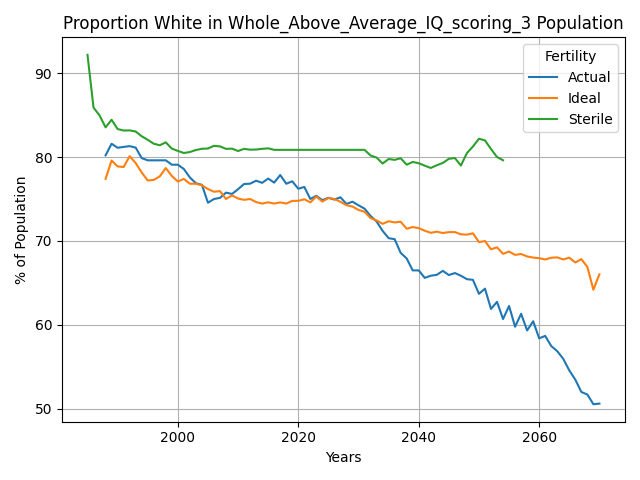 Proportion White in Whole_Above_Average_IQ_scoring_3 Population
Fertility
Actual
Ideal
Sterile
% of Population
90
80
70
60
50
2000
2020
2040
2060
Years